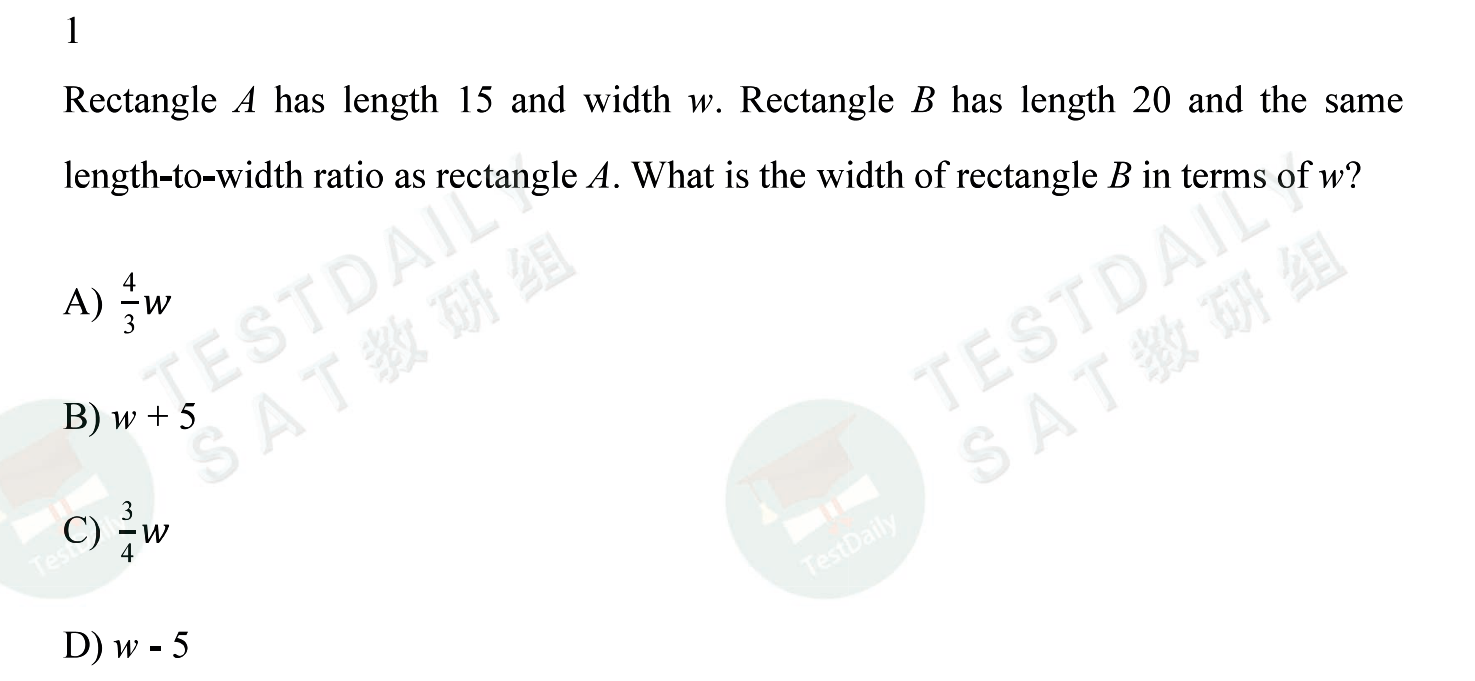 1
Rectangle A has length 15 and width w. Rectangle B has length 20 and the same
length-to-width ratio as rectangle A. What is the width of rectangle B in terms of w?
A) 4/3 w
B) w + 5
C) 3/4 w
D) w - 5
TESTDAILY
SAT教研组
TESTDAILY
SAT教研组
TestDaily
TestDaily